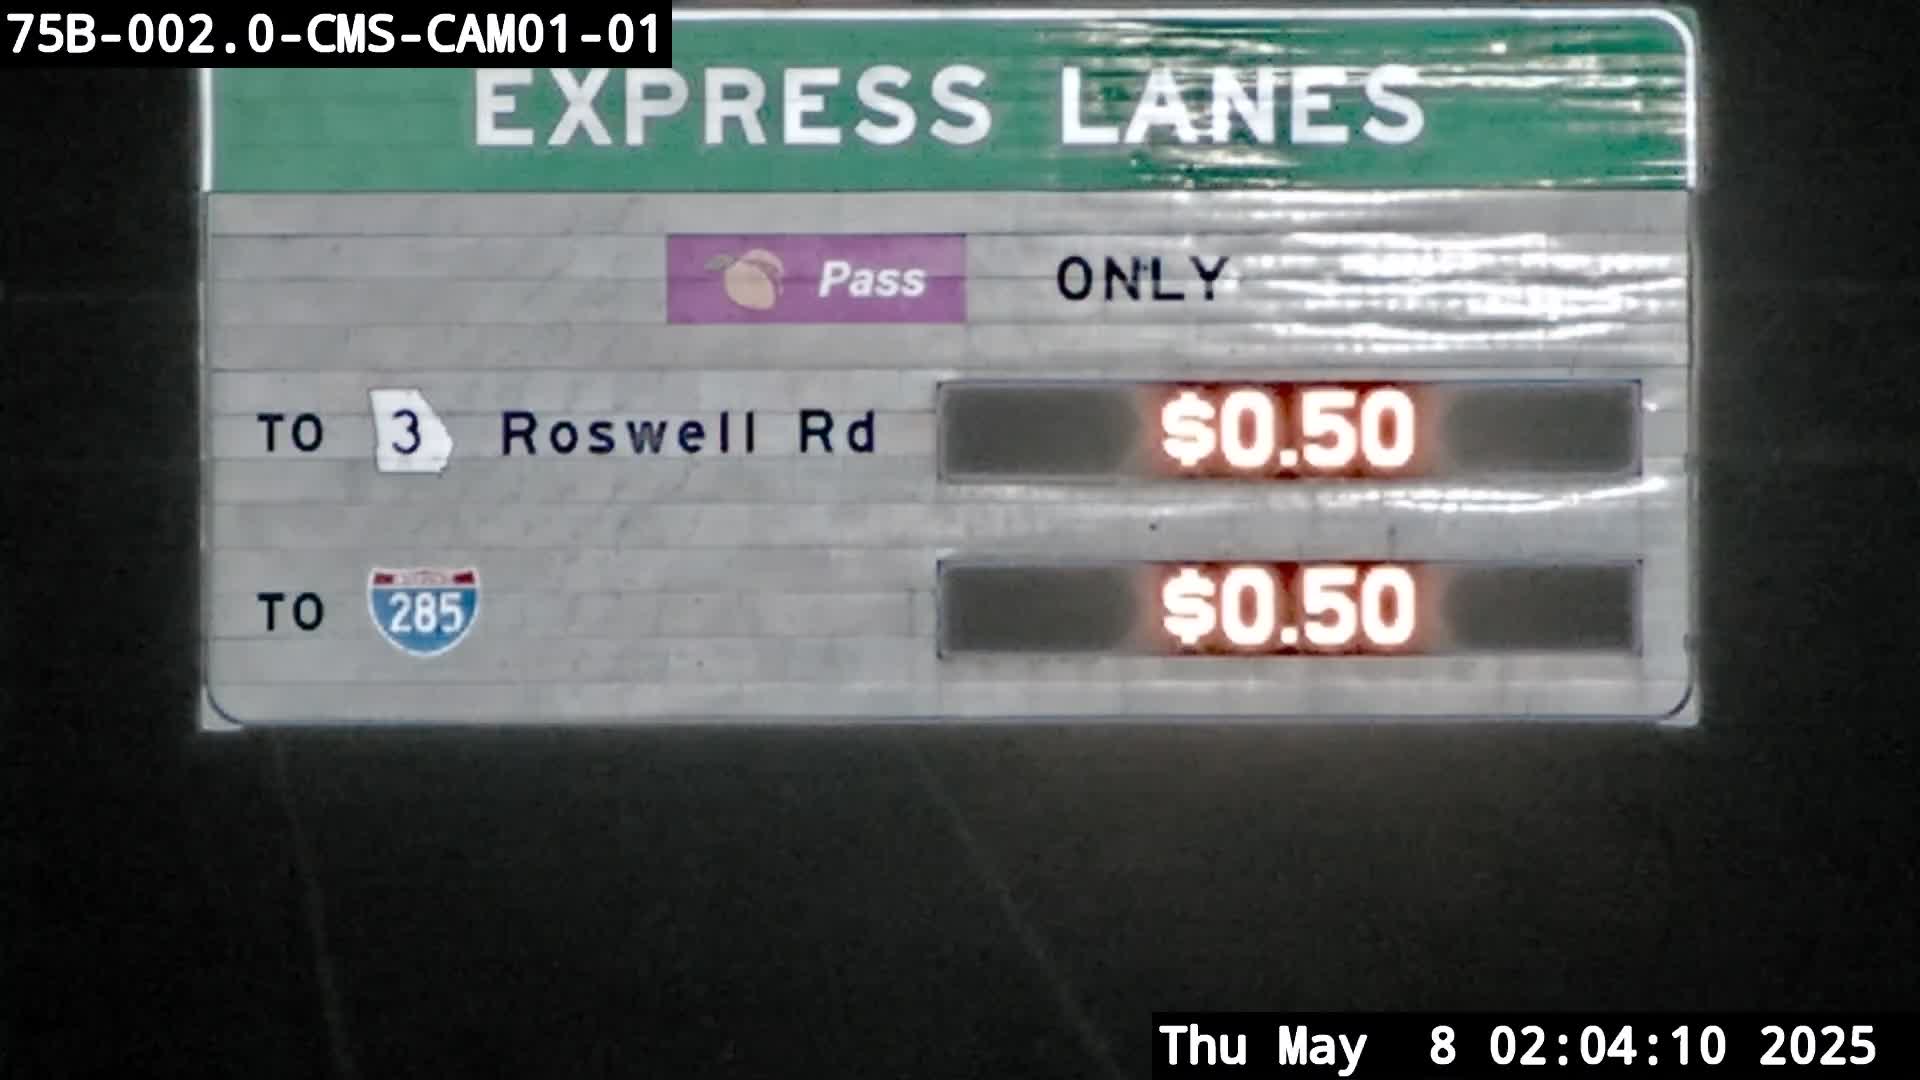 75B-002.0-CMS-CAM01-01
EXPRESS LANES
Pass ONLY
TO 3 Roswell Rd $0.50
TO 285 $0.50
Thu May 8 02:04:10 2025